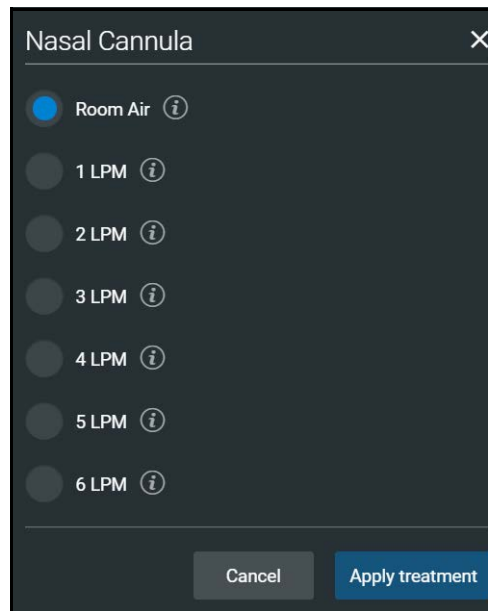 Nasal Cannula
Room Air
1 LPM
2 LPM
3 LPM
4 LPM
5 LPM
6 LPM
Cancel Apply treatment